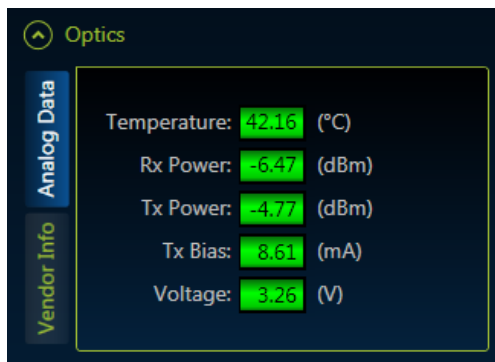 Optics
Analog Data
Vendor Info
Temperature: 42.16 (°C)
Rx Power: -6.47 (dBm)
Tx Power: -4.77 (dBm)
Tx Bias: 8.61 (mA)
Voltage: 3.26 (V)